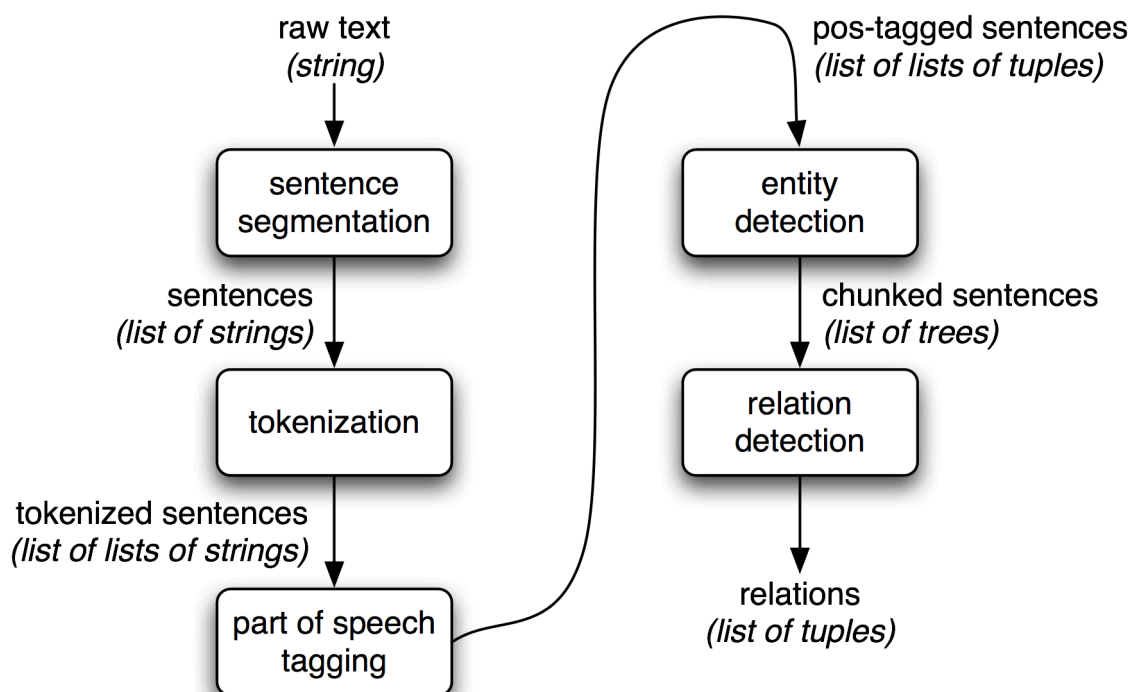 raw text
(string)
sentence
segmentation
sentences
(list of strings)
tokenization
tokenized sentences
(list of lists of strings)
part of speech
tagging
pos-tagged sentences
(list of lists of tuples)
entity
detection
chunked sentences
(list of trees)
relation
detection
relations
(list of tuples)